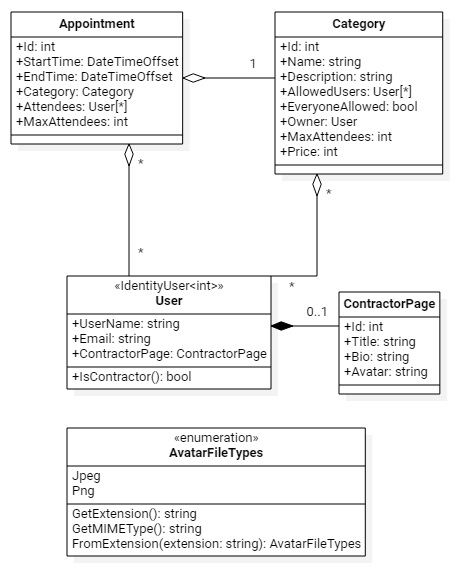 Appointment
+Id: int
+StartTime: DateTimeOffset
+EndTime: DateTimeOffset
+Category: Category
+Attendees: User[*]
+MaxAttendees: int
1
Category
+Id: int
+Name: string
+Description: string
+AllowedUsers: User[*]
+EveryoneAllowed: bool
+Owner: User
+MaxAttendees: int
+Price: int
*
*
*
*
«IdentityUser<int>»
User
+UserName: string
+Email: string
+ContractorPage: ContractorPage
+IsContractor(): bool
0..1
ContractorPage
+Id: int
+Title: string
+Bio: string
+Avatar: string
«enumeration»
AvatarFileTypes
Jpeg
Png
GetExtension(): string
GetMIMEType(): string
FromExtension(extension: string): AvatarFileTypes